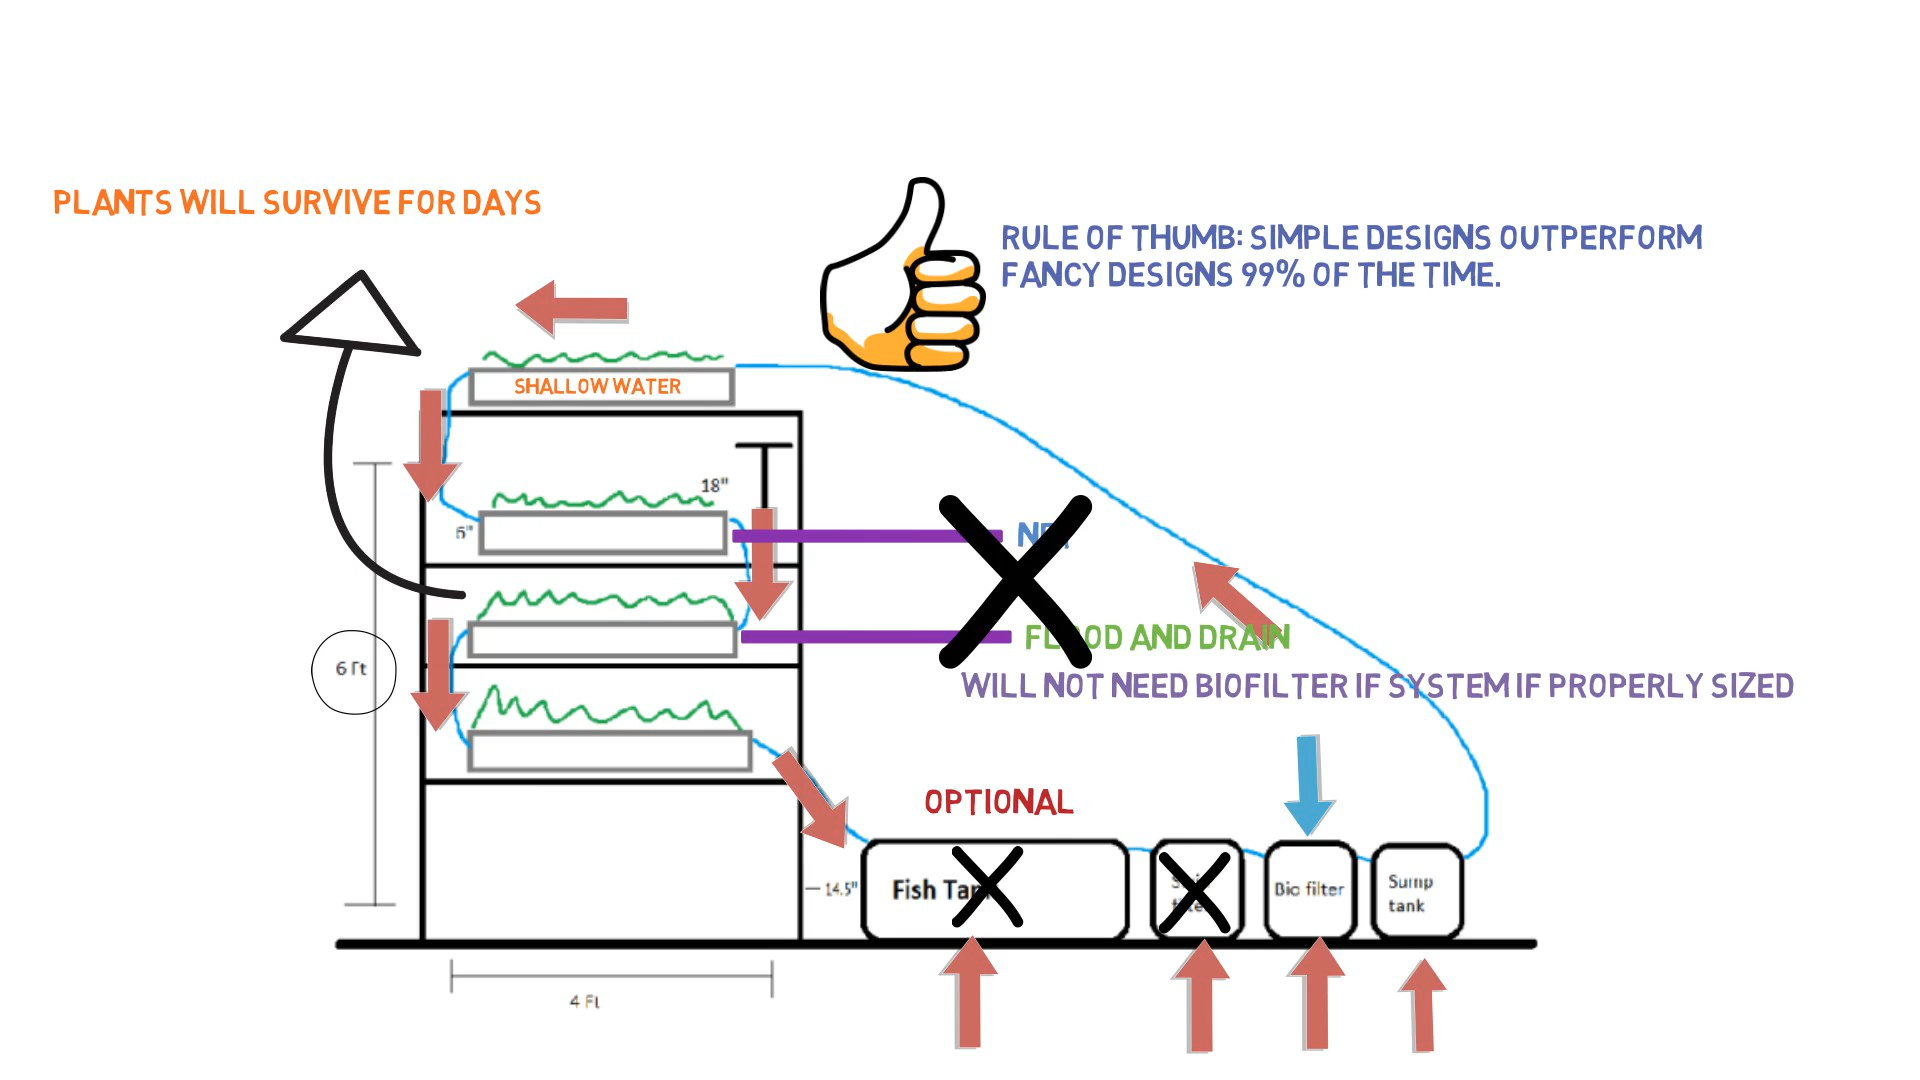 PLANTS WILL SURVIVE FOR DAYS
RULE OF THUMB: SIMPLE DESIGNS OUTPERFORM
FANCY DESIGNS 99% OF THE TIME.
SHALLOW WATER
18"
6"
FLOOD AND DRAIN
6 Ft
WILL NOT NEED BIOFILTER IF SYSTEM IF PROPERLY SIZED
OPTIONAL
14.5"
Fish
Bio filter
Sump
tank
4 Ft